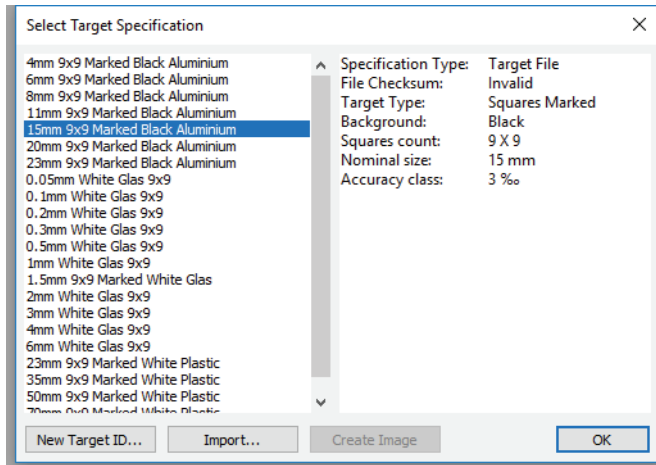 Select Target Specification
4mm 9x9 Marked Black Aluminium
6mm 9x9 Marked Black Aluminium
8mm 9x9 Marked Black Aluminium
11mm 9x9 Marked Black Aluminium
15mm 9x9 Marked Black Aluminium
20mm 9x9 Marked Black Aluminium
23mm 9x9 Marked Black Aluminium
0.05mm White Glas 9x9
0.1mm White Glas 9x9
0.2mm White Glas 9x9
0.3mm White Glas 9x9
0.5mm White Glas 9x9
1mm White Glas 9x9
1.5mm 9x9 Marked White Glas
2mm White Glas 9x9
3mm White Glas 9x9
4mm White Glas 9x9
6mm White Glas 9x9
23mm 9x9 Marked White Plastic
35mm 9x9 Marked White Plastic
50mm 9x9 Marked White Plastic
70mm 9x9 Marked White Plastic
Specification Type: Target File
File Checksum: Invalid
Target Type: Squares Marked
Background: Black
Squares count: 9 X 9
Nominal size: 15 mm
Accuracy class: 3 ‰
New Target ID... Import... Create Image OK